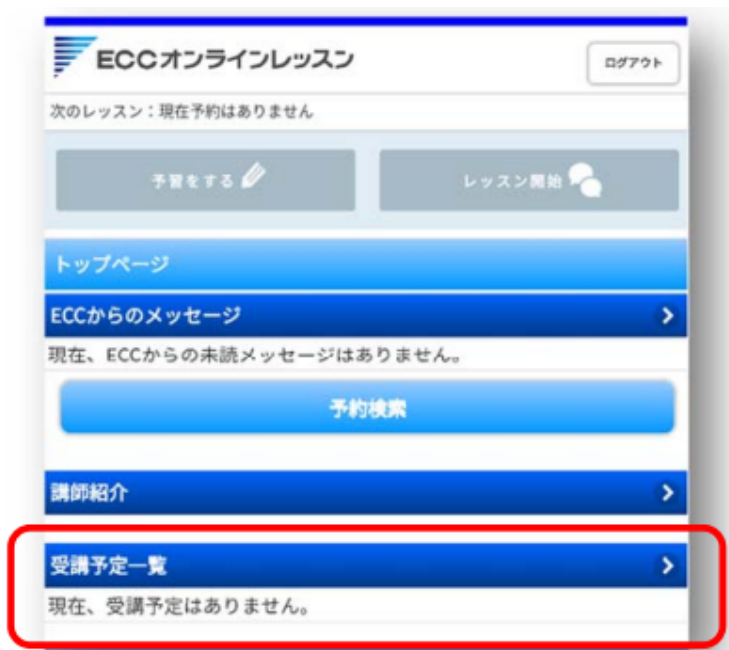 ECCオンラインレッスン
ログアウト
次のレッスン：現在予約はありません
予習をする
レッスン開始
トップページ
ECCからのメッセージ
現在、ECCからの未読メッセージはありません。
予約検索
講師紹介
受講予定一覧
現在、受講予定はありません。